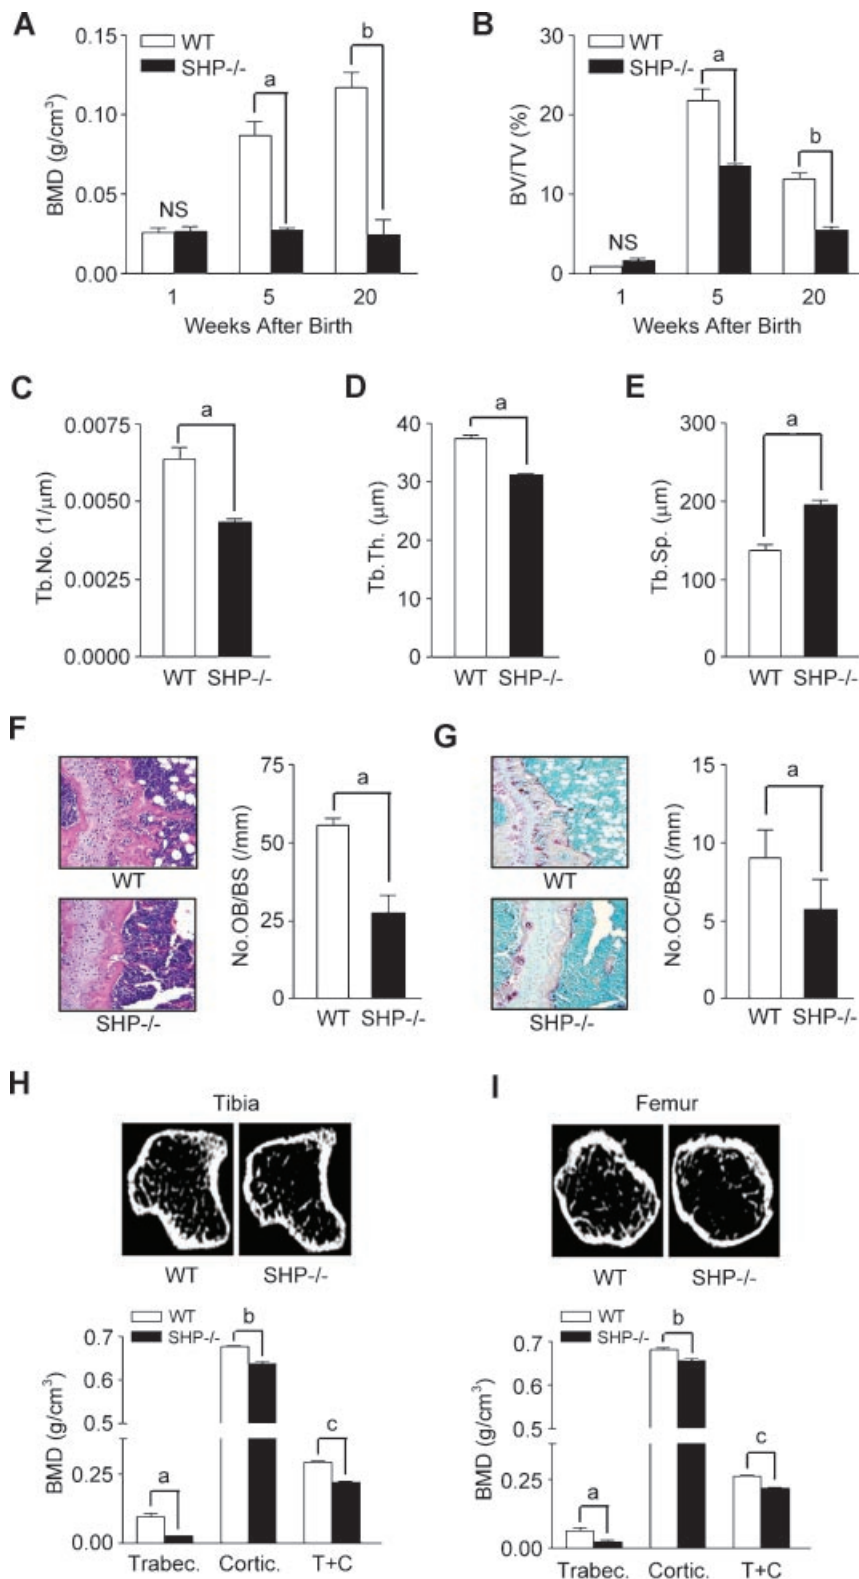 A
0.15
0.10
0.05
0.00
BMD (g/cm³)
WT
SHP-/-
NS
a
b
1
5
20
Weeks After Birth
B
30
20
10
0
BV/TV (%)
WT
SHP-/-
NS
a
b
1
5
20
Weeks After Birth
C
0.0075
0.0050
0.0025
0.0000
Tb.No. (1/μm)
a
WT SHP-/-
D
40
30
20
10
0
Tb.Th. (μm)
a
WT SHP-/-
E
300
200
100
0
Tb.Sp. (μm)
a
WT SHP-/-
F
WT
SHP-/-
75
50
25
0
No.OB/BS (/mm)
a
WT SHP-/-
G
WT
SHP-/-
15
10
5
0
No.OC/BS (/mm)
a
WT SHP-/-
H
Tibia
WT SHP-/-
WT
SHP-/-
0.7
0.6
0.5
0.25
0.00
BMD (g/cm³)
a
b
c
Trabec. Cortic. T+C
I
Femur
WT SHP-/-
WT
SHP-/-
0.7
0.6
0.5
0.25
0.00
BMD (g/cm³)
a
b
c
Trabec. Cortic. T+C